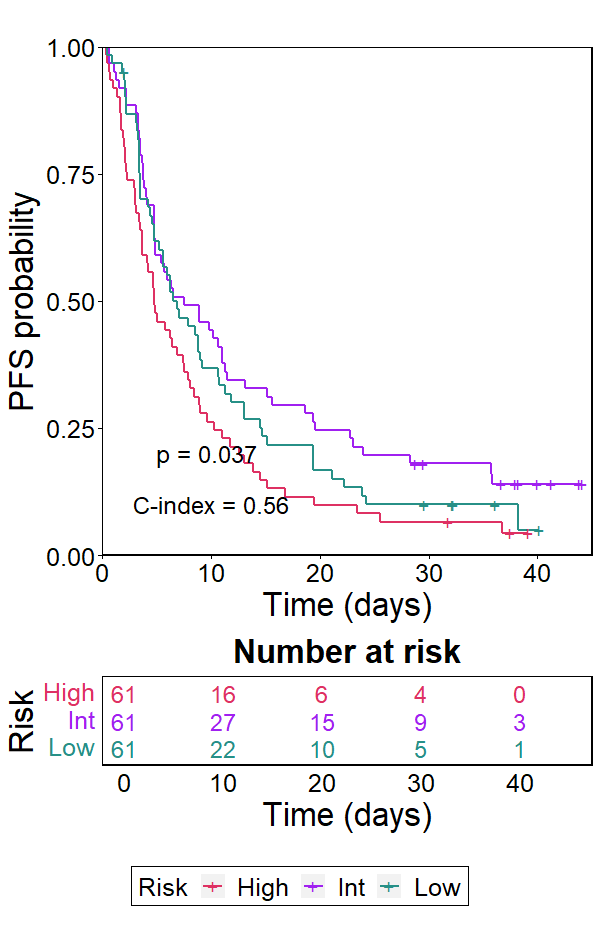 1.00
0.75
0.50
0.25
0.00
PFS probability
p = 0.037
C-index = 0.56
0 10 20 30 40
Time (days)
Number at risk
Risk
High 61 16 6 4 0
Int 61 27 15 9 3
Low 61 22 10 5 1
0 10 20 30 40
Time (days)
Risk High Int Low